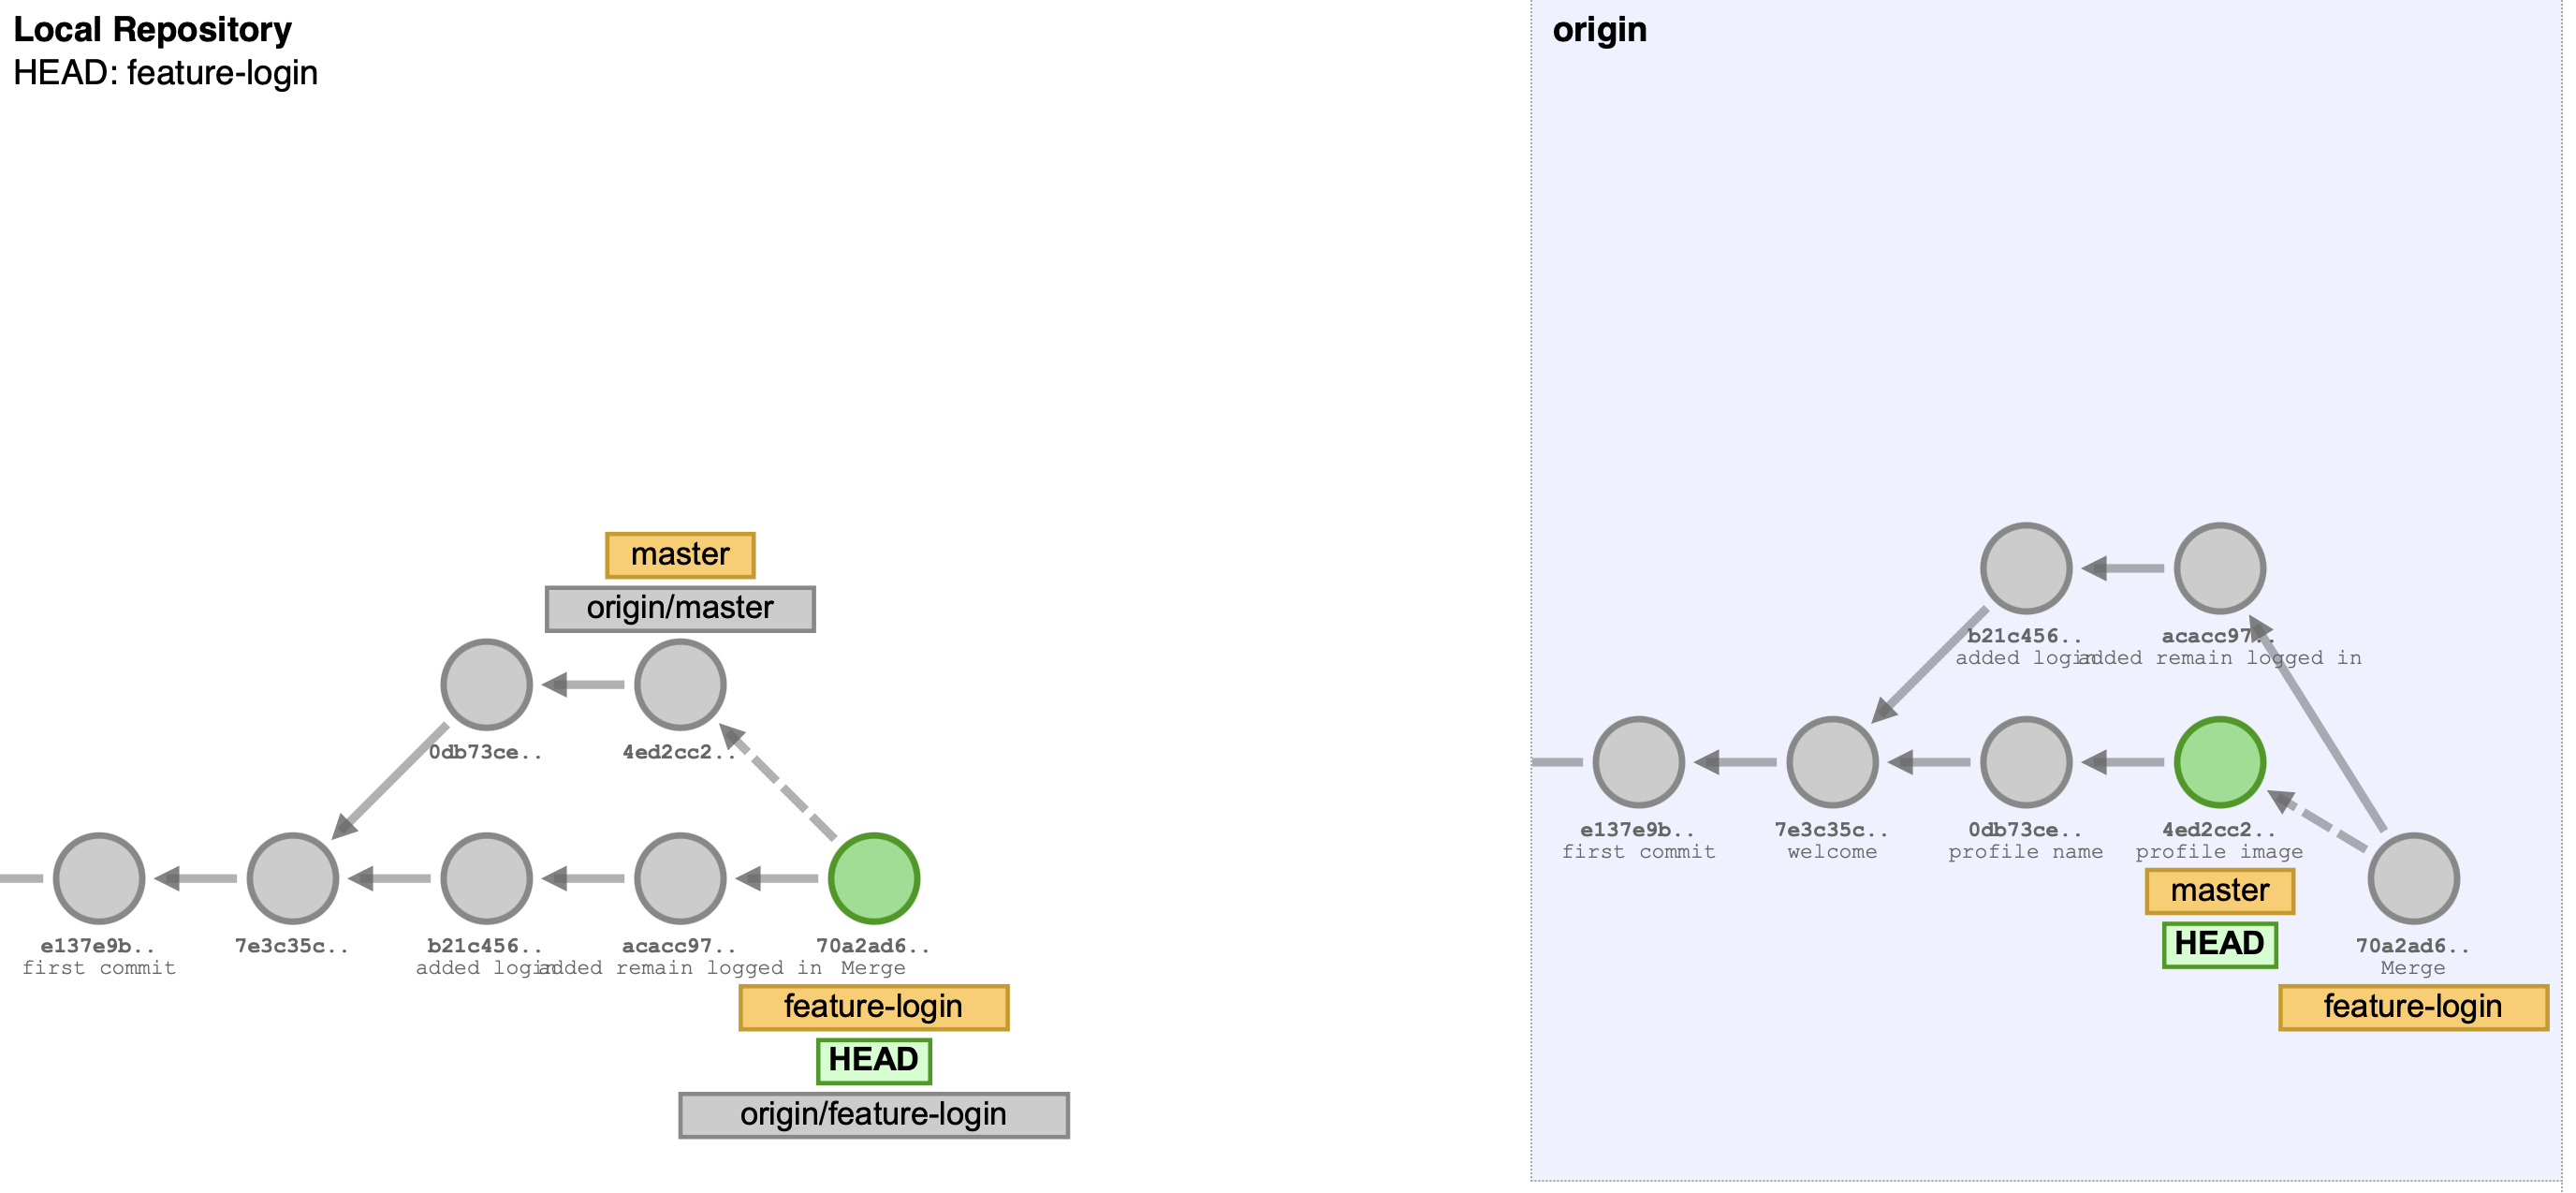 Local Repository
HEAD: feature-login
master
origin/master
0db73ce..
4ed2cc2..
e137e9b..
first commit
7e3c35c..
b21c456..
added login
acacc97..
added remain logged in
70a2ad6..
Merge
feature-login
HEAD
origin/feature-login
origin
b21c456..
added login
acacc97..
added remain logged in
e137e9b..
first commit
7e3c35c..
welcome
0db73ce..
profile name
4ed2cc2..
profile image
master
HEAD
70a2ad6..
Merge
feature-login